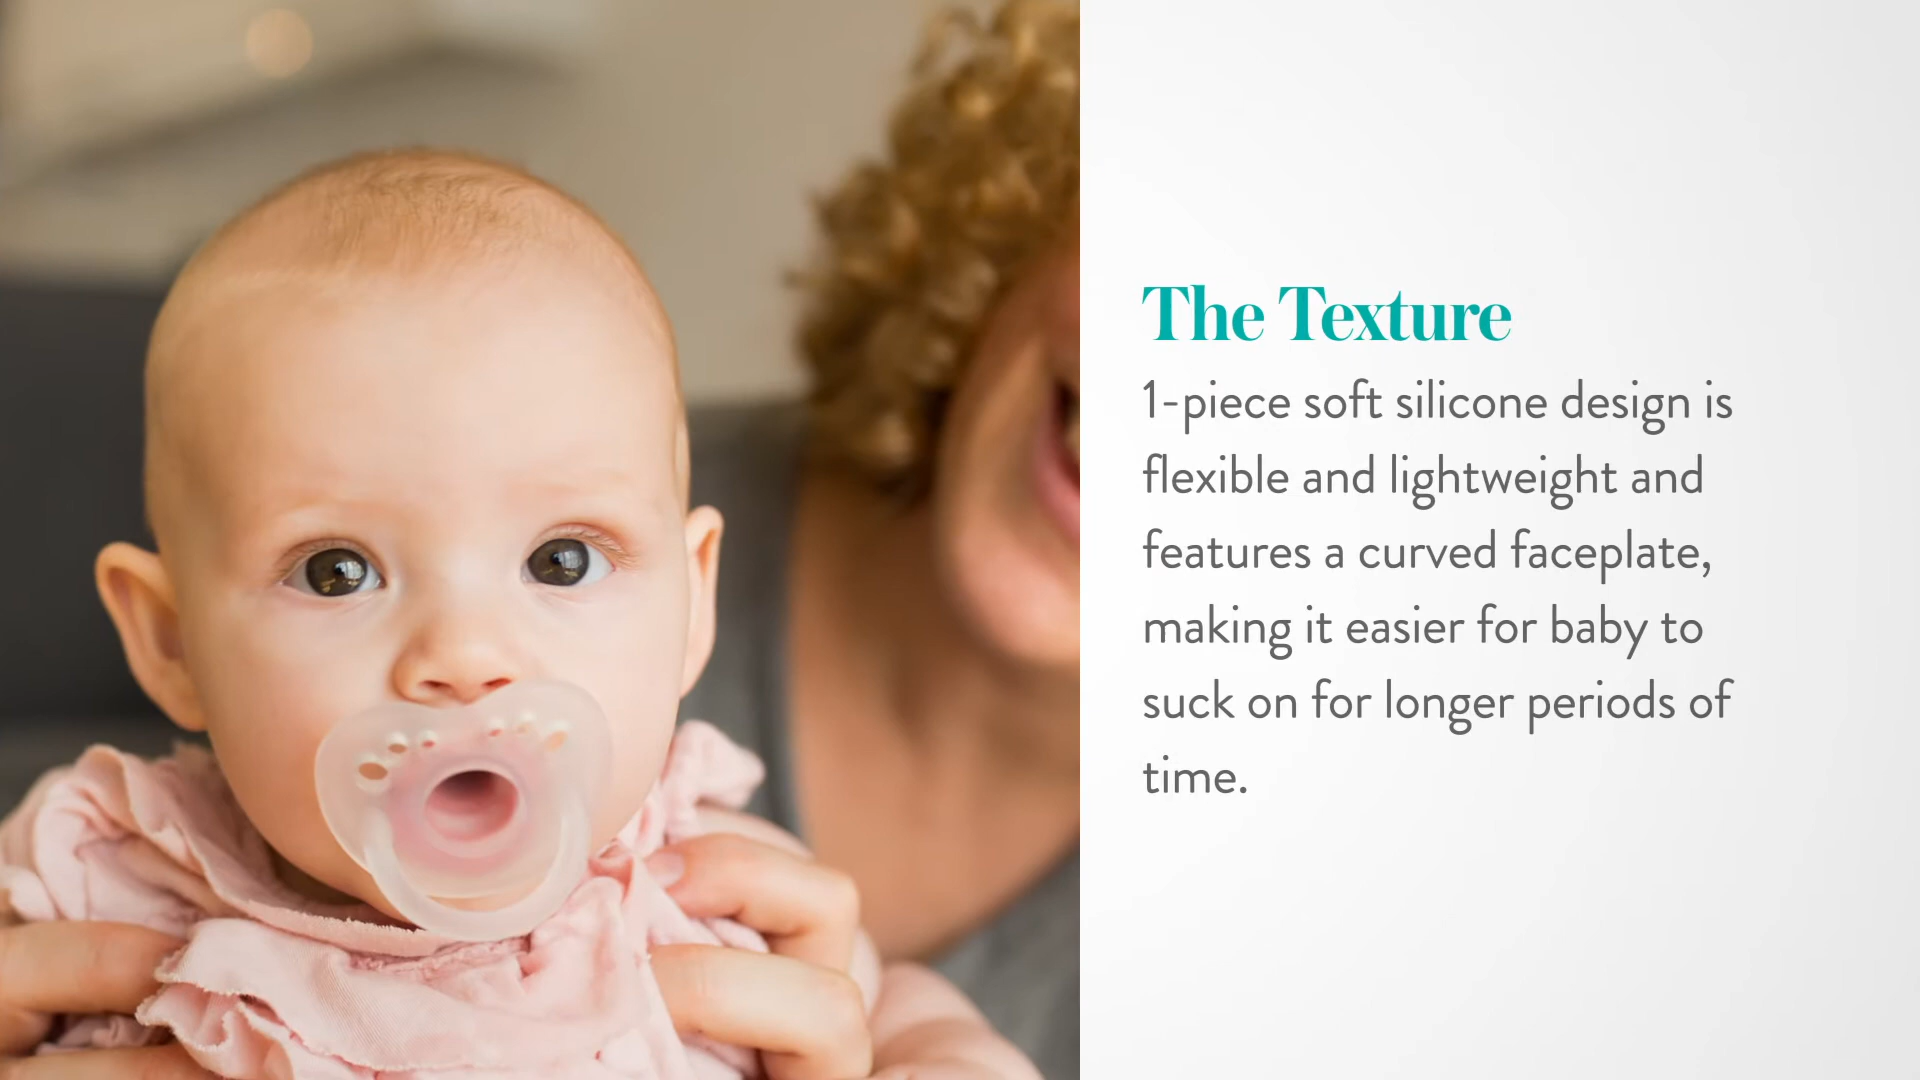 The Texture
1-piece soft silicone design is
flexible and lightweight and
features a curved faceplate,
making it easier for baby to
suck on for longer periods of
time.